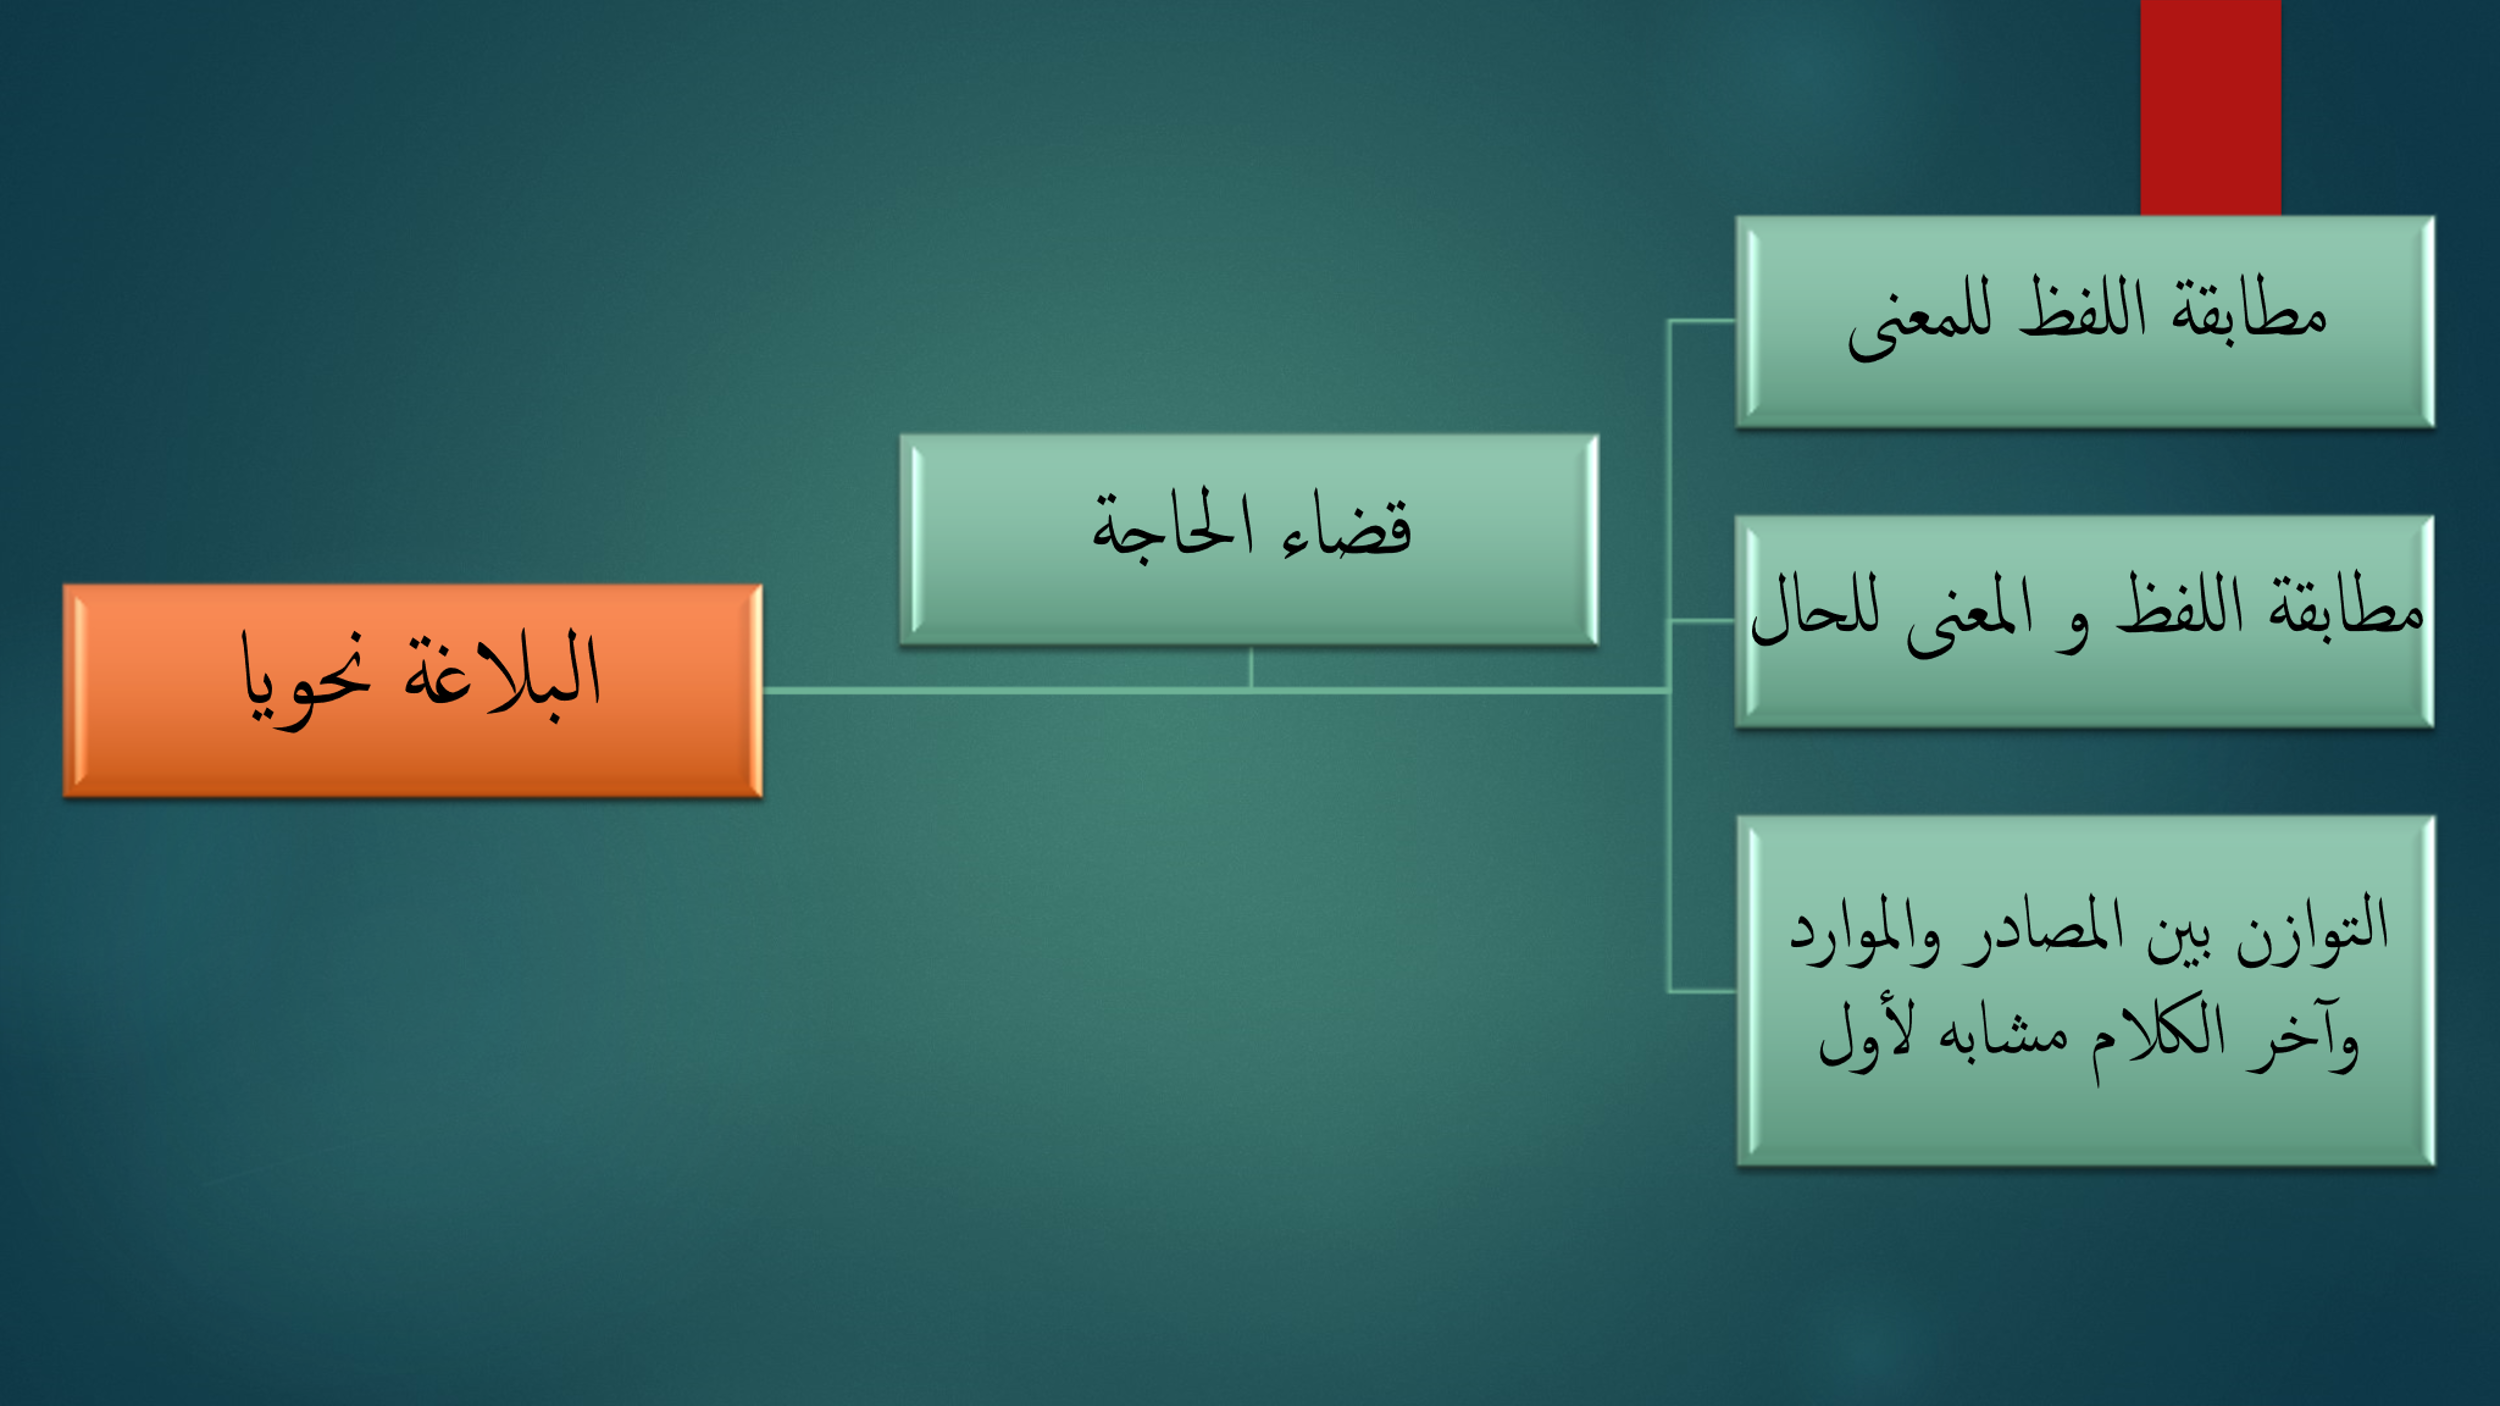 مطابقة اللفظ للمعنى
قضاء الحاجة
مطابقة اللفظ و المعنى للحال
البلاغة نحويا
التوازن بين المصادر والموارد
وآخر الكلام مشابه لأول